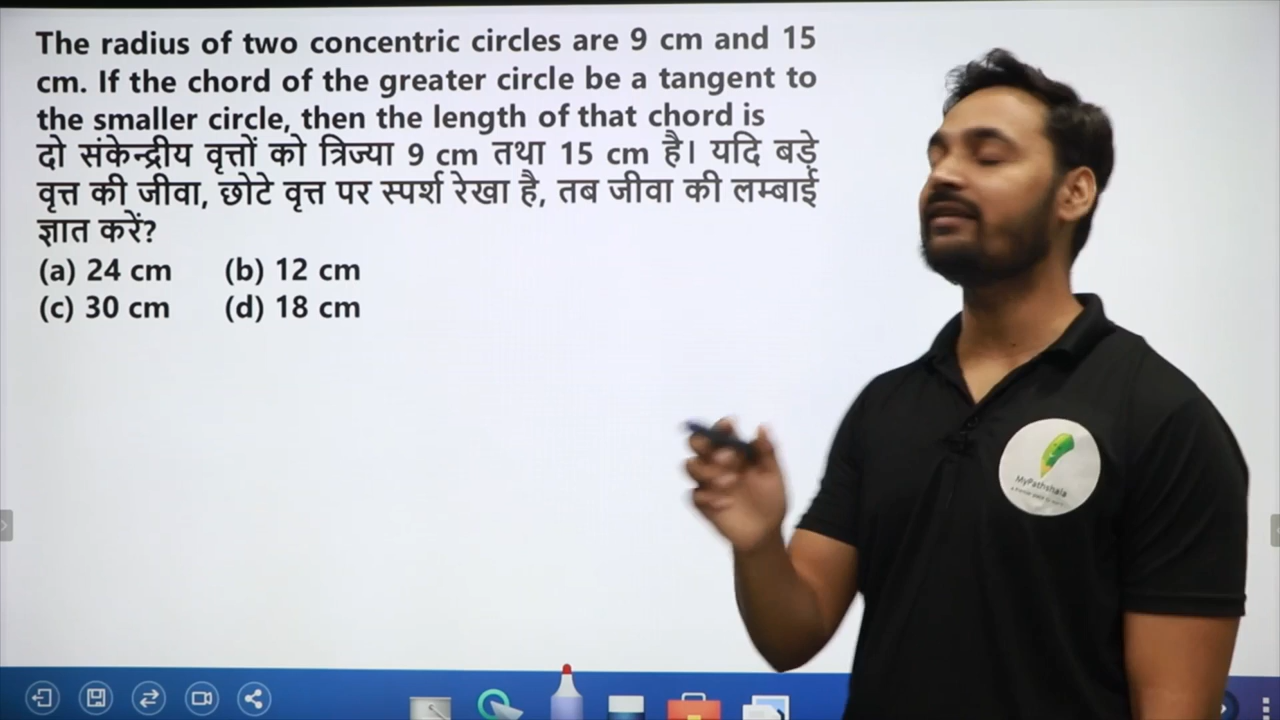 The radius of two concentric circles are 9 cm and 15
cm. If the chord of the greater circle be a tangent to
the smaller circle, then the length of that chord is
दो संकेन्द्रीय वृत्तों को त्रिज्या 9 cm तथा 15 cm है। यदि बड़े
वृत्त की जीवा, छोटे वृत्त पर स्पर्श रेखा है, तब जीवा की लम्बाई
ज्ञात करें?
(a) 24 cm (b) 12 cm
(c) 30 cm (d) 18 cm
MyPathshala